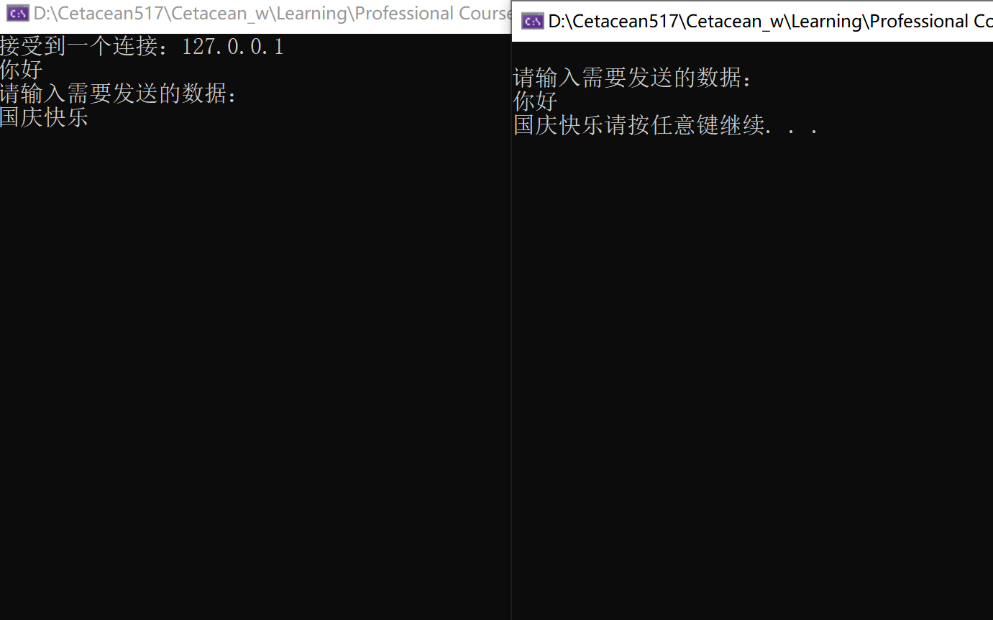 D:\Cetacean517\Cetacean_w\Learning\Professional Course
接受到一个连接：127.0.0.1
你好
请输入需要发送的数据：
国庆快乐
D:\Cetacean517\Cetacean_w\Learning\Professional Co
请输入需要发送的数据：
你好
国庆快乐请按任意键继续. . .